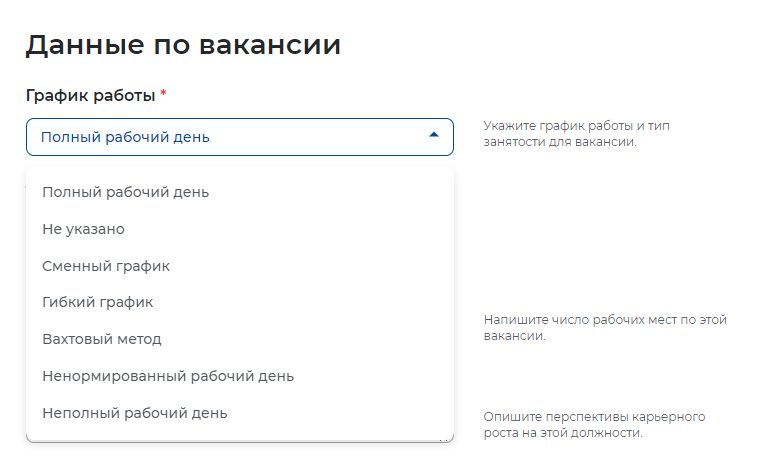 Данные по вакансии
График работы *
Полный рабочий день
Укажите график работы и тип
занятости для вакансии.
Полный рабочий день
Не указано
Сменный график
Гибкий график
Вахтовый метод
Ненормированный рабочий день
Неполный рабочий день
Напишите число рабочих мест по этой
вакансии.
Опишите перспективы карьерного
роста на этой должности.